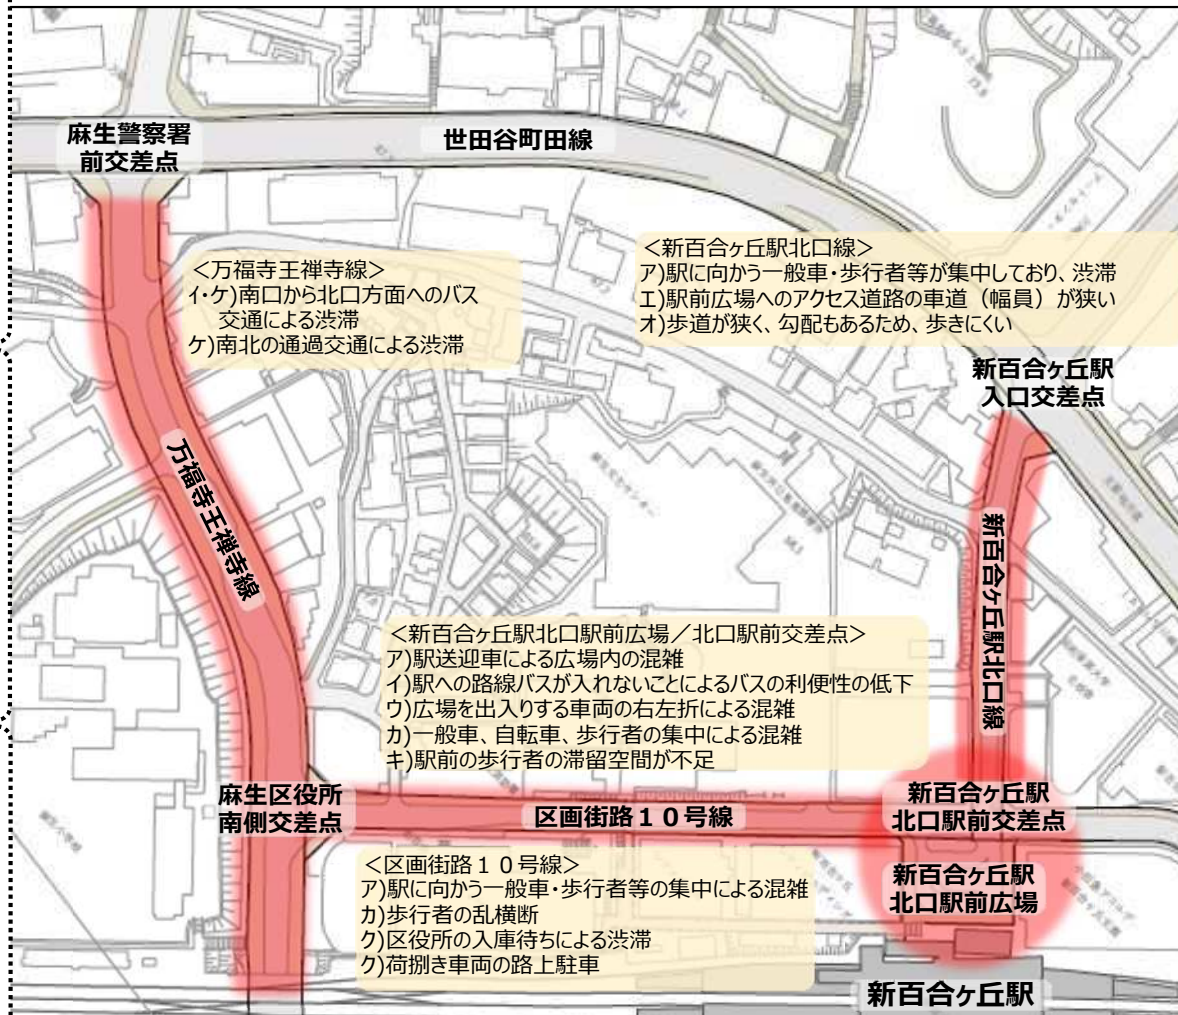 麻生警察署
前交差点
世田谷町田線
<万福寺王禅寺線>
イ・ケ)南口から北口方面へのバス
交通による渋滞
ケ)南北の通過交通による渋滞
<新百合ヶ丘駅北口線>
ア)駅に向かう一般車・歩行者等が集中しており、渋滞
エ)駅前広場へのアクセス道路の車道（幅員）が狭い
オ)歩道が狭く、勾配もあるため、歩きにくい
新百合ヶ丘駅
入口交差点
万福寺王禅寺線
新百合ヶ丘駅北口線
<新百合ヶ丘駅北口駅前広場／北口駅前交差点>
ア)駅送迎車による広場内の混雑
イ)駅への路線バスが入れないことによるバスの利便性の低下
ウ)広場を出入りする車両の右左折による混雑
カ)一般車、自転車、歩行者の集中による混雑
キ)駅前の歩行者の滞留空間が不足
麻生区役所
南側交差点
区画街路１０号線
新百合ヶ丘駅
北口駅前交差点
<区画街路１０号線>
ア)駅に向かう一般車・歩行者等の集中による混雑
カ)歩行者の乱横断
ク)区役所の入庫待ちによる渋滞
ク)荷捌き車両の路上駐車
新百合ヶ丘駅
北口駅前広場
新百合ヶ丘駅